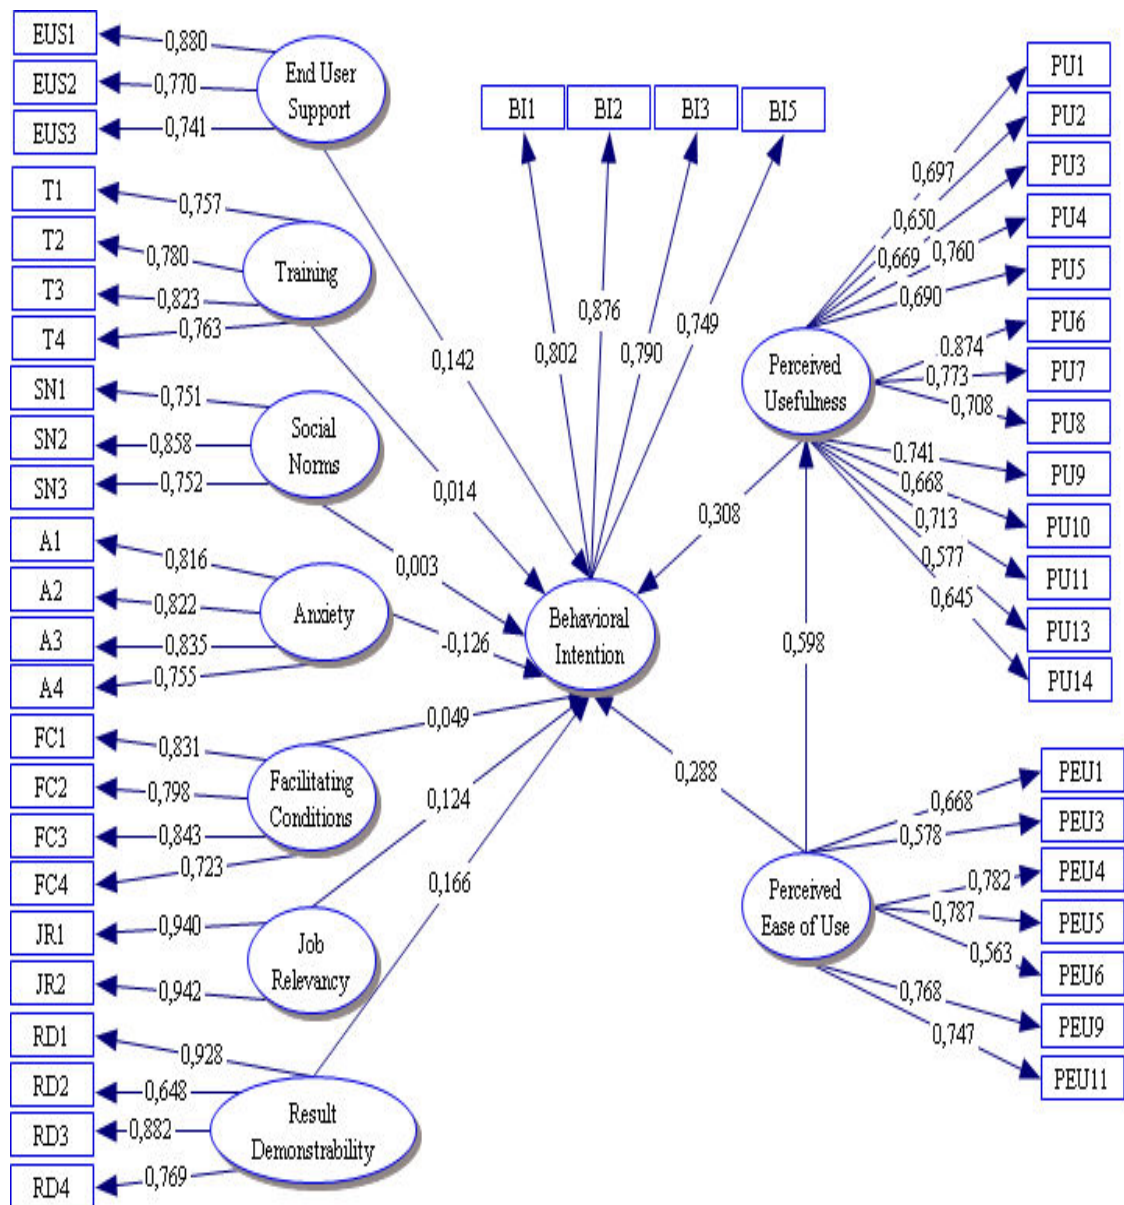 EUS1
EUS2
EUS3
0,880
0,770
0,741
End User
Support
T1
T2
T3
T4
0,757
0,780
0,823
0,763
Training
SN1
SN2
SN3
0,751
0,858
0,752
Social
Norms
A1
A2
A3
A4
0,816
0,822
0,835
0,755
Anxiety
FC1
FC2
FC3
FC4
0,831
0,798
0,843
0,723
Facilitating
Conditions
JR1
JR2
0,940
0,942
Job
Relevancy
RD1
RD2
RD3
RD4
0,928
0,648
0,882
0,769
Result
Demonstrability
0,142
0,014
0,003
-0,126
0,049
0,124
0,166
BI1
BI2
BI3
BI5
0,802
0,876
0,790
0,749
Behavioral
Intention
0,308
0,598
0,288
Perceived
Usefulness
0,697
0,650
0,669
0,760
0,690
0.874
0,773
0,708
0.741
0,668
0,713
0,577
0,645
PU1
PU2
PU3
PU4
PU5
PU6
PU7
PU8
PU9
PU10
PU11
PU13
PU14
Perceived
Ease of Use
0,668
0,578
0,782
0,787
0,563
0,768
0,747
PEU1
PEU3
PEU4
PEU5
PEU6
PEU9
PEU11